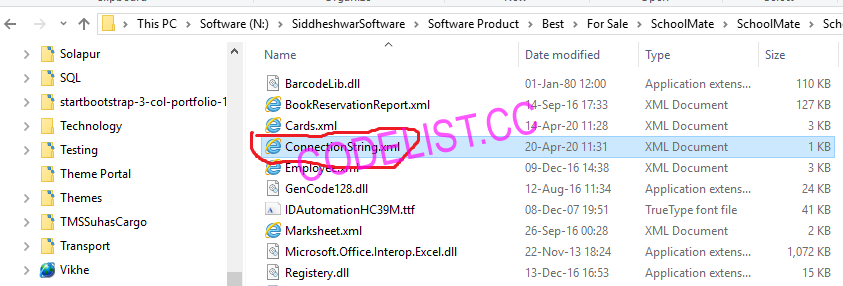 This PC > Software (N:) > SiddheshwarSoftware > Software Product > Best > For Sale > SchoolMate > SchoolMate > Sch
Solapur
SQL
startbootstrap-3-col-portfolio-1
Technology
Testing
Theme Portal
Themes
TMSSuhasCargo
Transport
Vikhe
Name Date modified Type Size
BarcodeLib.dll 01-Jan-80 12:00 Application extens... 110 KB
BookReservationReport.xml 14-Sep-16 17:33 XML Document 127 KB
Cards.xml 14-Apr-20 11:28 XML Document 3 KB
ConnectionString.xml 20-Apr-20 11:31 XML Document 1 KB
Employee.xml 09-Dec-16 14:38 XML Document 3 KB
GenCode128.dll 12-Aug-16 11:34 Application extens... 24 KB
IDAutomationHC39M.ttf 08-Dec-07 19:51 TrueType font file 41 KB
Marksheet.xml 26-Sep-16 00:28 XML Document 2 KB
Microsoft.Office.Interop.Excel.dll 22-Nov-13 18:24 Application extens... 1,072 KB
Registery.dll 13-Dec-16 16:53 Application extens... 15 KB
CODELIST.CC